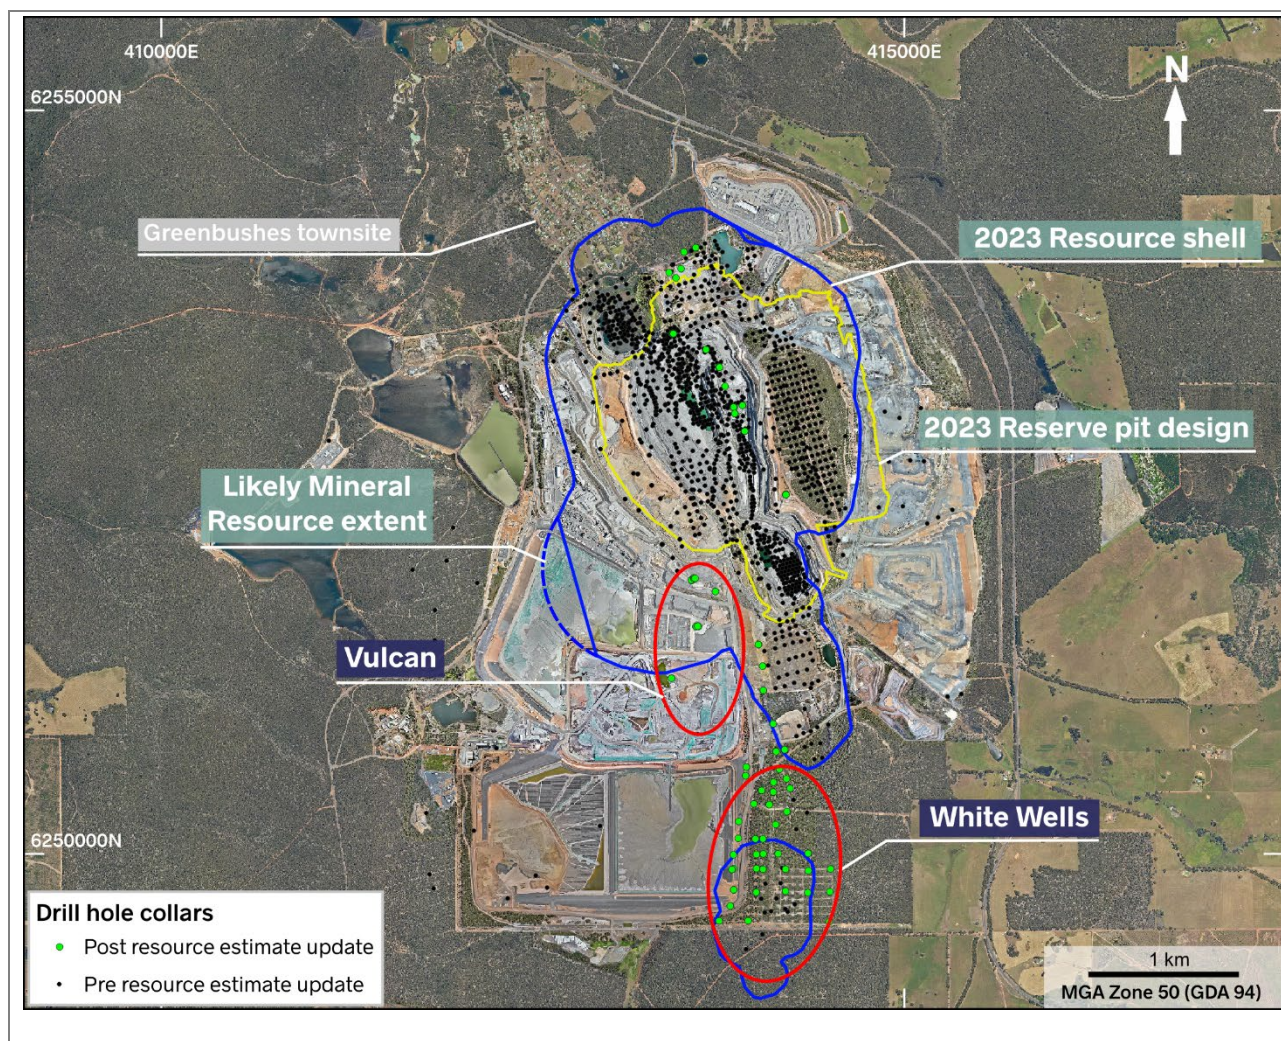 410000E
415000E
N
6255000N
Greenbushes townsite
2023 Resource shell
2023 Reserve pit design
Likely Mineral
Resource extent
Vulcan
White Wells
6250000N
Drill hole collars
Post resource estimate update
Pre resource estimate update
1 km
MGA Zone 50 (GDA 94)